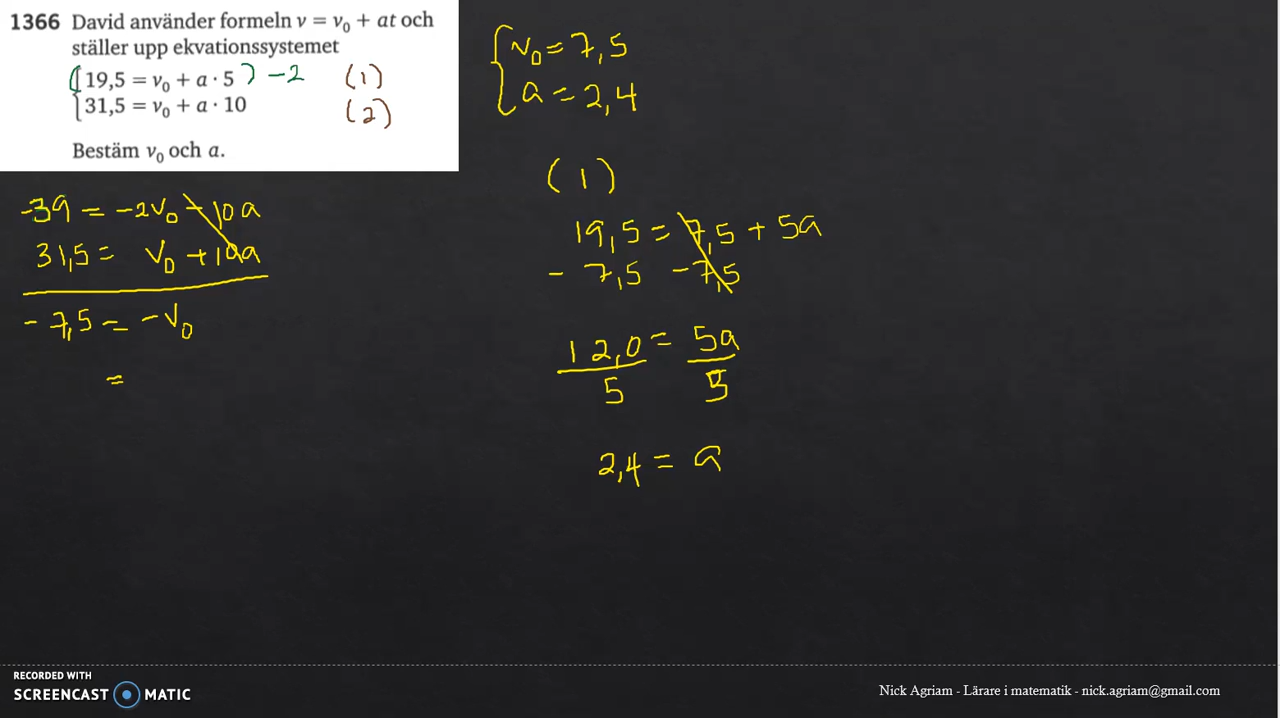 1366 David använder formeln v = v₀ + at och
ställer upp ekvationssystemet
(19,5 = v₀ + a · 5) -2 (1)
31,5 = v₀ + a · 10 (2)
Bestäm v₀ och a.
-39 = -2v₀ - 10a
31,5 = v₀ + 10a
-7,5 = -v₀
=
v₀ = 7,5
a = 2,4
(1)
19,5 = 7,5 + 5a
- 7,5 -7,5
12,0 = 5a
5 5
2,4 = a
RECORDED WITH
SCREENCAST MATIC
Nick Agriam - Lärare i matematik - nick.agriam@gmail.com